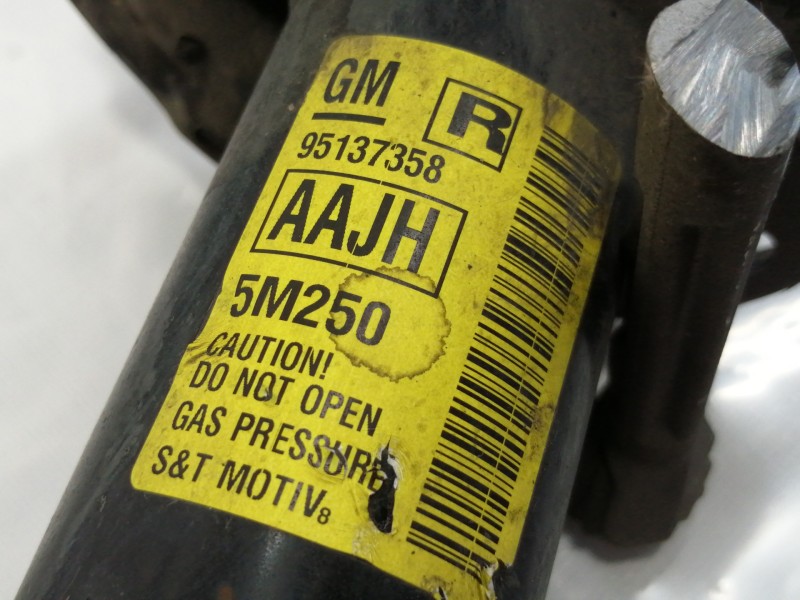 GM R
95137358
AAJH
5M250
CAUTION!
DO NOT OPEN
GAS PRESSURE
S&T MOTIV8